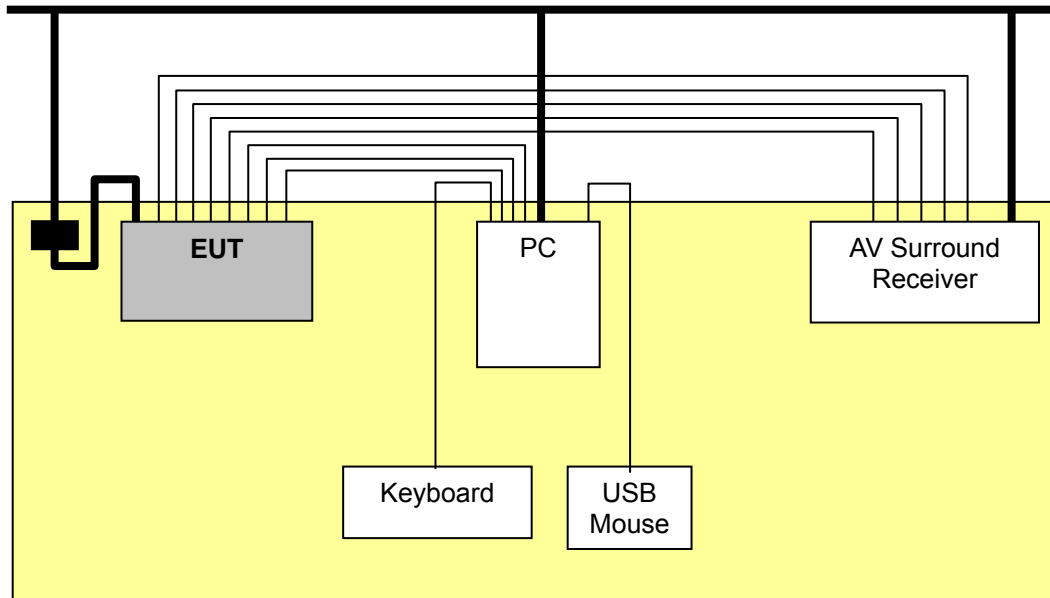 EUT
PC
AV Surround
Receiver
Keyboard
USB
Mouse